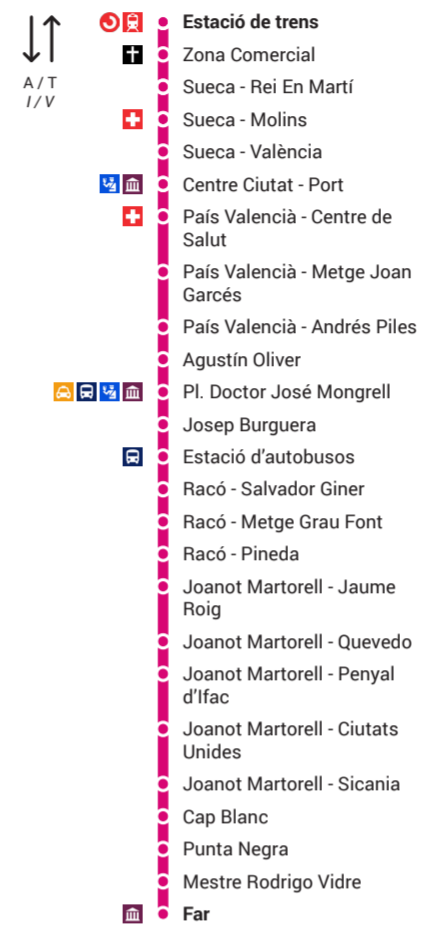 Estació de trens
A / T
I / V
Zona Comercial
Sueca - Rei En Martí
Sueca - Molins
Sueca - València
Centre Ciutat - Port
País Valencià - Centre de
Salut
País Valencià - Metge Joan
Garcés
País Valencià - Andrés Piles
Agustín Oliver
Pl. Doctor José Mongrell
Josep Burguera
Estació d'autobusos
Racó - Salvador Giner
Racó - Metge Grau Font
Racó - Pineda
Joanot Martorell - Jaume
Roig
Joanot Martorell - Quevedo
Joanot Martorell - Penyal
d'Ifac
Joanot Martorell - Ciutats
Unides
Joanot Martorell - Sicania
Cap Blanc
Punta Negra
Mestre Rodrigo Vidre
Far